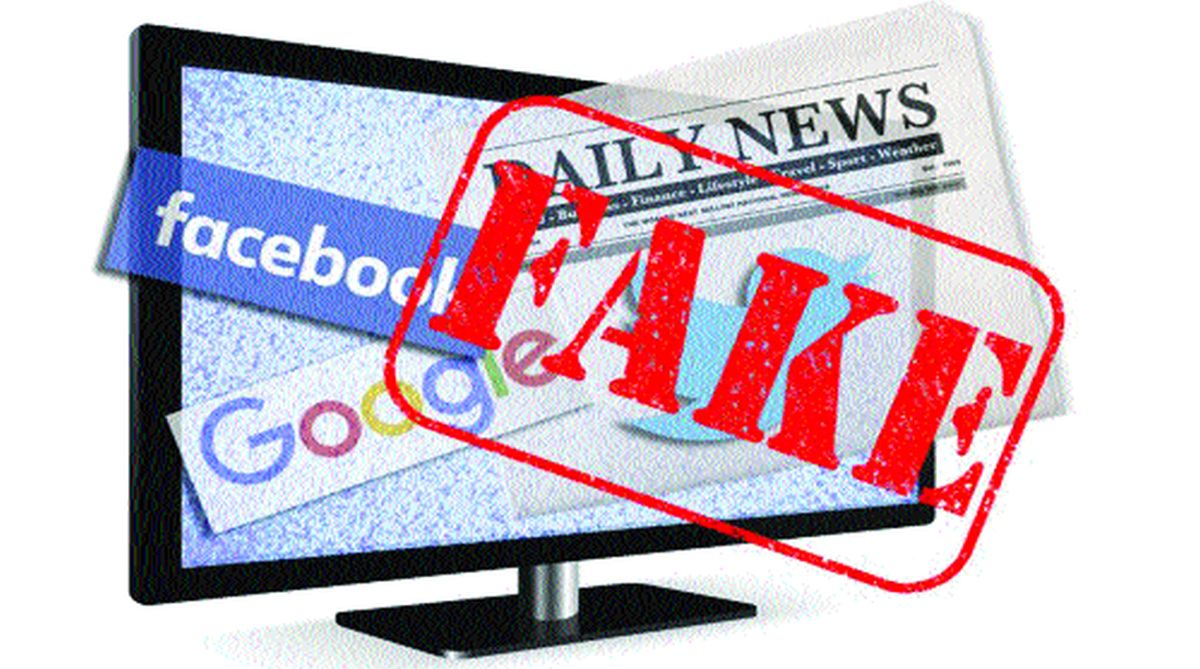 DAILY NEWS
Finance - Lifestyle - Travel - Sport - Weather
facebook
Google
FAKE